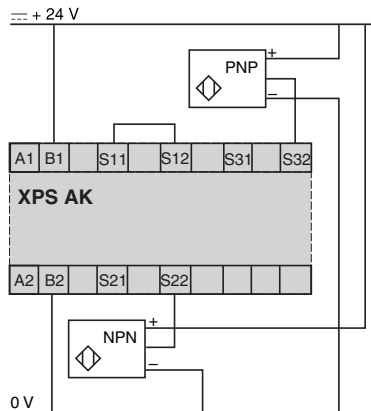 + 24 V
+
PNP
–
A1 B1 S11 S12 S31 S32
XPS AK
A2 B2 S21 S22
+
NPN
–
0 V